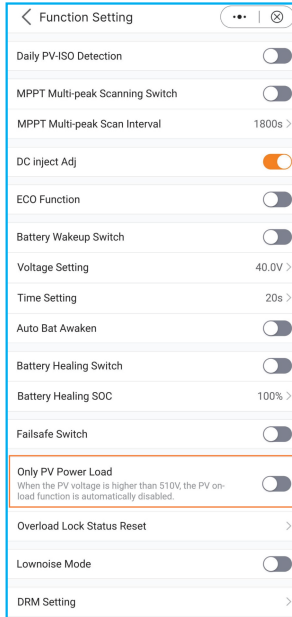 Function Setting
Daily PV-ISO Detection
MPPT Multi-peak Scanning Switch
MPPT Multi-peak Scan Interval 1800s
DC inject Adj
ECO Function
Battery Wakeup Switch
Voltage Setting 40.0V
Time Setting 20s
Auto Bat Awaken
Battery Healing Switch
Battery Healing SOC 100%
Failsafe Switch
Only PV Power Load
When the PV voltage is higher than 510V, the PV on-
load function is automatically disabled.
Overload Lock Status Reset
Lownoise Mode
DRM Setting